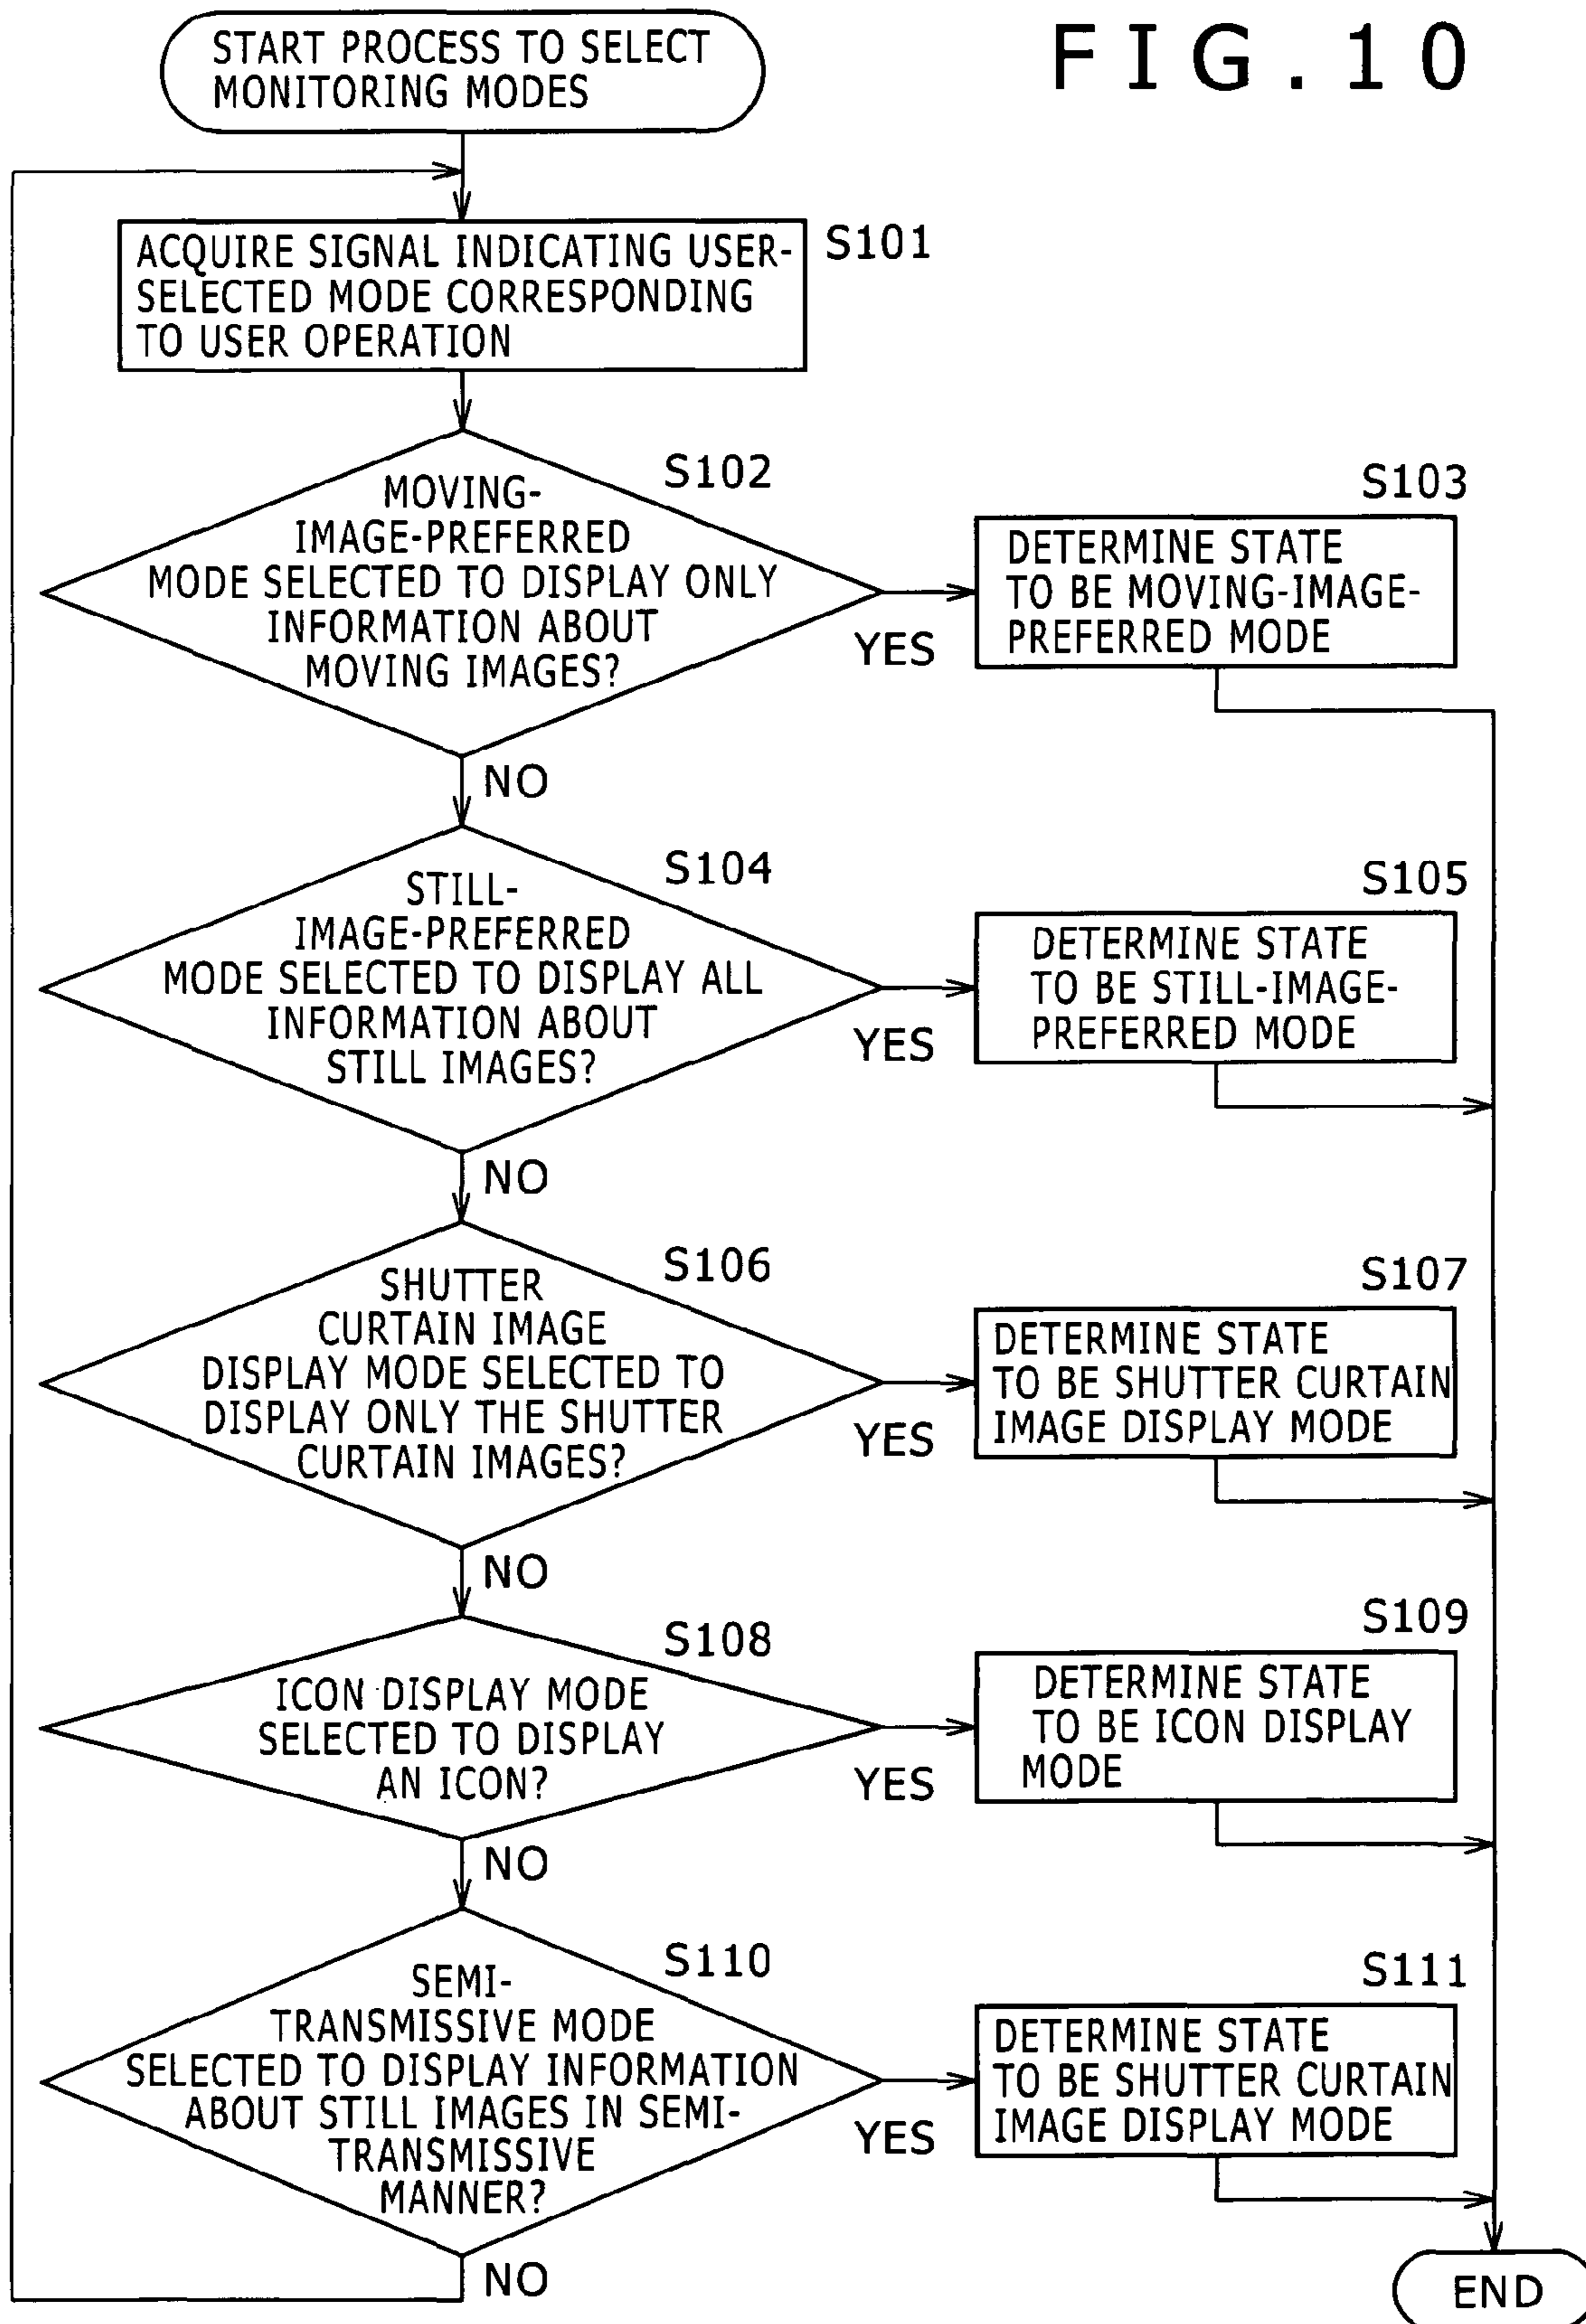 FIG.10
START PROCESS TO SELECT
MONITORING MODES
ACQUIRE SIGNAL INDICATING USER-
SELECTED MODE CORRESPONDING
TO USER OPERATION
S101
MOVING-
IMAGE-PREFERRED
MODE SELECTED TO DISPLAY ONLY
INFORMATION ABOUT
MOVING IMAGES?
S102
YES
S103
DETERMINE STATE
TO BE MOVING-IMAGE-
PREFERRED MODE
NO
STILL-
IMAGE-PREFERRED
MODE SELECTED TO DISPLAY ALL
INFORMATION ABOUT
STILL IMAGES?
S104
YES
S105
DETERMINE STATE
TO BE STILL-IMAGE-
PREFERRED MODE
NO
SHUTTER
CURTAIN IMAGE
DISPLAY MODE SELECTED TO
DISPLAY ONLY THE SHUTTER
CURTAIN IMAGES?
S106
YES
S107
DETERMINE STATE
TO BE SHUTTER CURTAIN
IMAGE DISPLAY MODE
NO
ICON DISPLAY MODE
SELECTED TO DISPLAY
AN ICON?
S108
YES
S109
DETERMINE STATE
TO BE ICON DISPLAY
MODE
NO
SEMI-
TRANSMISSIVE MODE
SELECTED TO DISPLAY INFORMATION
ABOUT STILL IMAGES IN SEMI-
TRANSMISSIVE
MANNER?
S110
YES
S111
DETERMINE STATE
TO BE SHUTTER CURTAIN
IMAGE DISPLAY MODE
NO
END